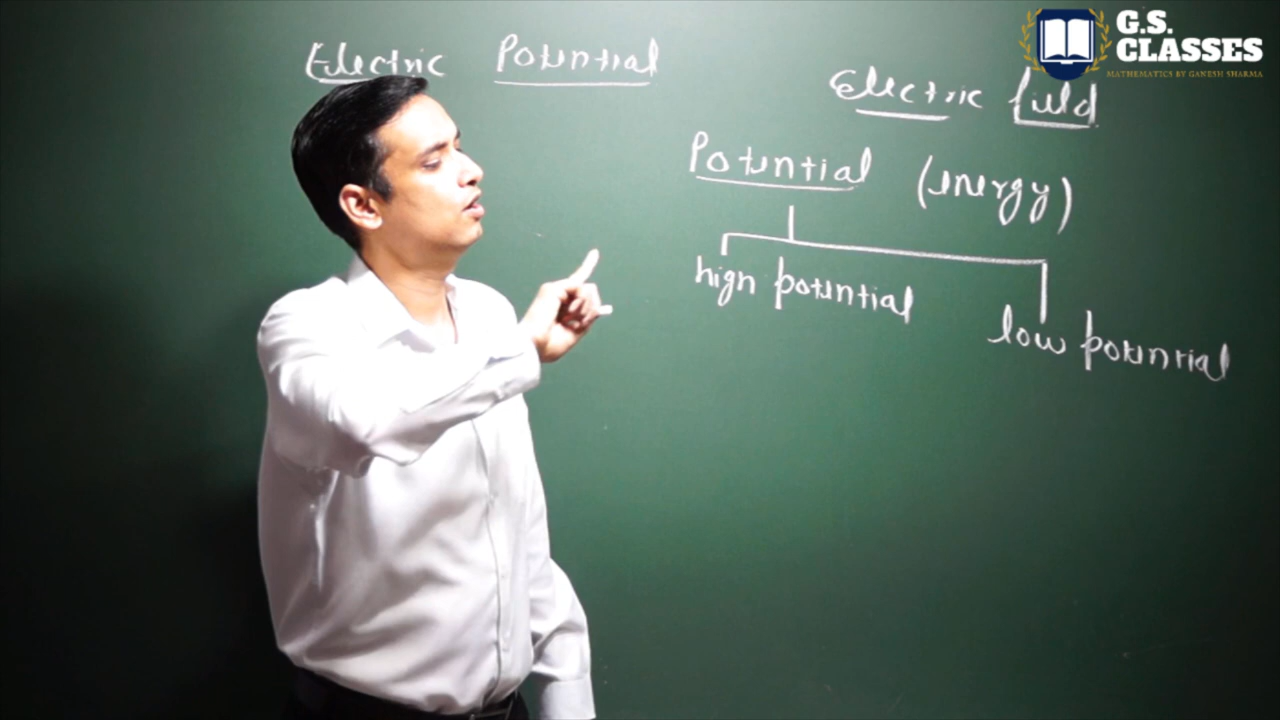 Electric Potential
G.S.
CLASSES
MATHEMATICS BY GANESH SHARMA
Electric field
Potential (energy)
high potential
low potential